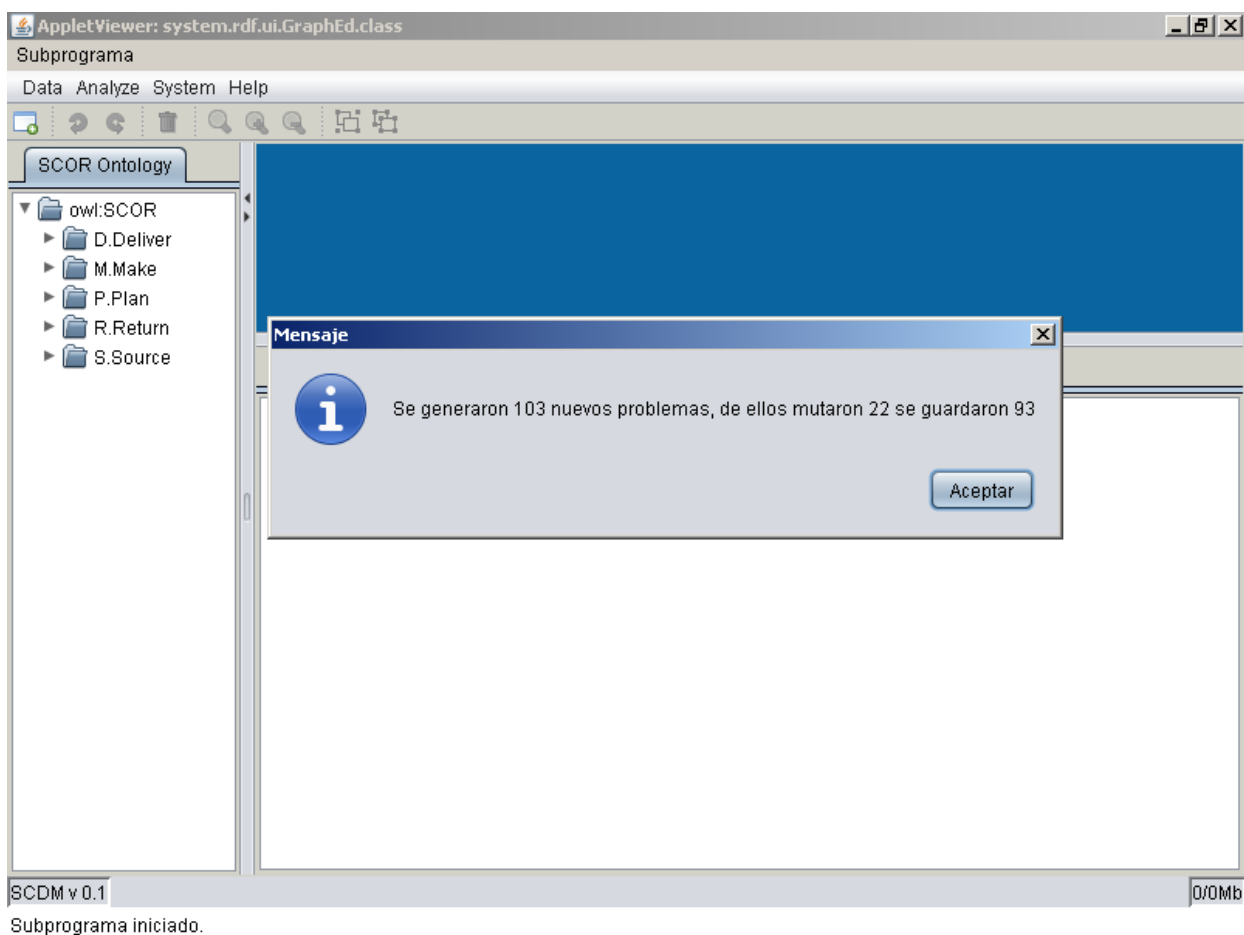 AppletViewer: system.rdf.ui.GraphEd.class
Subprograma
Data Analyze System Help
SCOR Ontology
owl:SCOR
D.Deliver
M.Make
P.Plan
R.Return
S.Source
Mensaje
Se generaron 103 nuevos problemas, de ellos mutaron 22 se guardaron 93
Aceptar
SCDM v 0.1
0/0Mb
Subprograma iniciado.